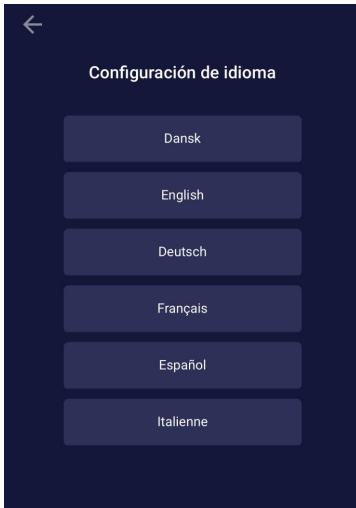 Configuración de idioma
Dansk
English
Deutsch
Français
Español
Italienne